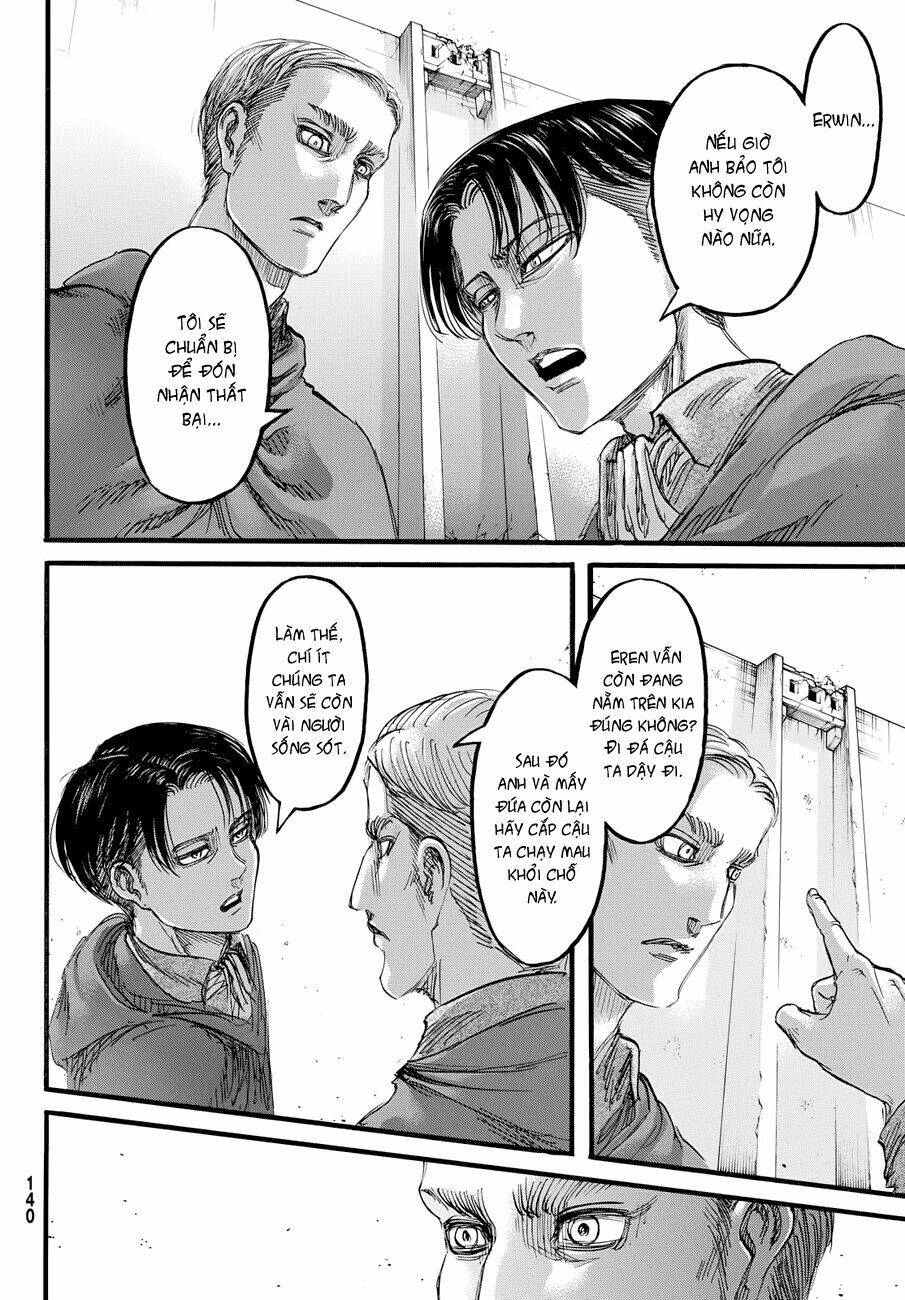 ERWIN...
NẾU GIỜ
ANH BẢO TÔI
KHÔNG CÒN
HY VỌNG
NÀO NỮA.
TÔI SẼ
CHUẨN BỊ
ĐỂ ĐÓN
NHẬN THẤT
BẠI...
EREN VẪN
CÒN ĐANG
NẰM TRÊN KIA
ĐÚNG KHÔNG?
ĐI ĐÁ CẬU
TA DẬY ĐI.
SAU ĐÓ
ANH VÀ MẤY
ĐỨA CÒN LẠI
HÃY CẮP CẬU
TA CHẠY MAU
KHỎI CHỖ
NÀY.
LÀM THẾ,
CHÍ ÍT
CHÚNG TA
VẪN SẼ CÒN
VÀI NGƯỜI
SỐNG SÓT.
140